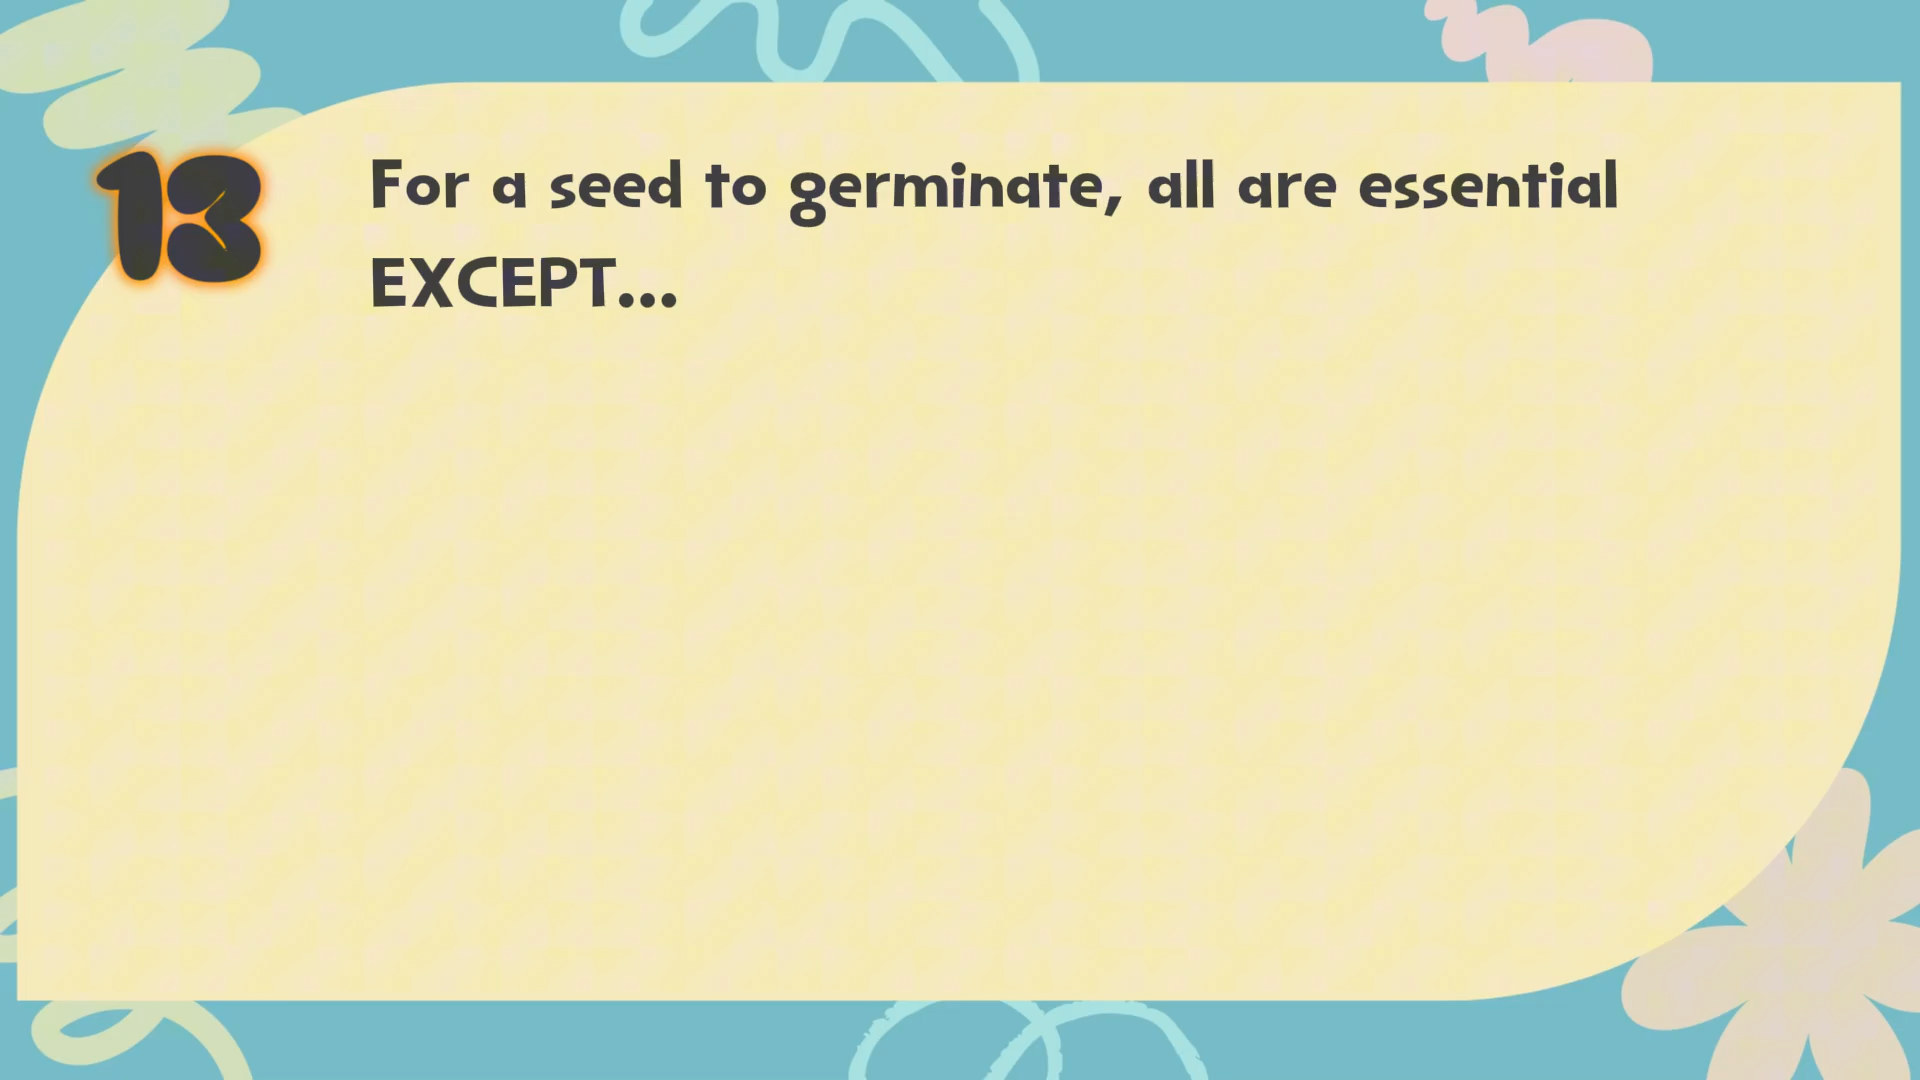 13
For a seed to germinate, all are essential
EXCEPT...